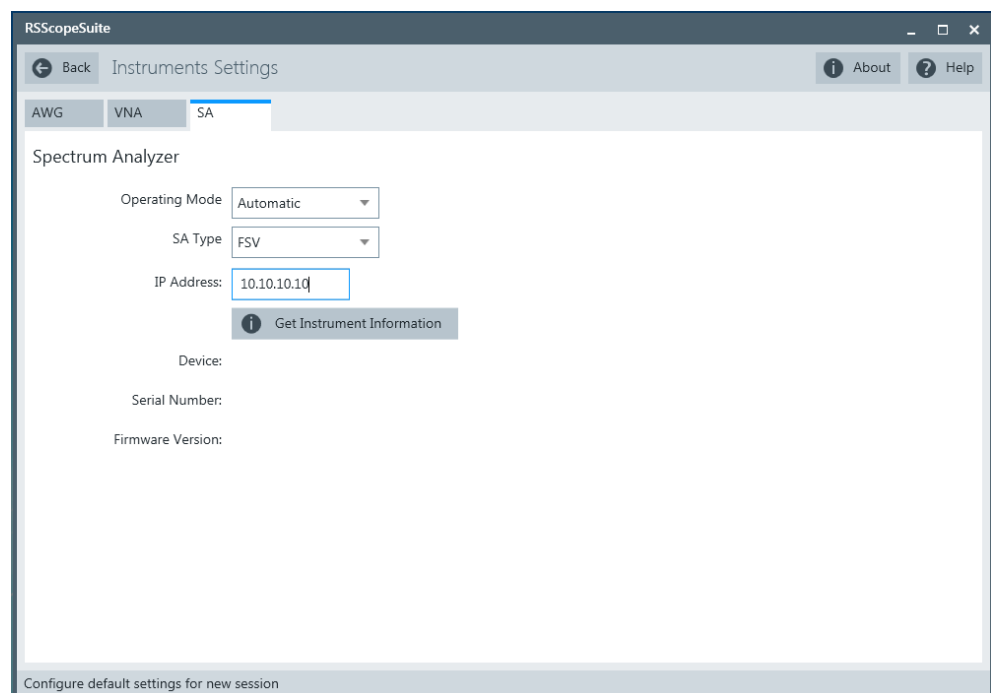 RSScopeSuite
Back Instruments Settings About Help
AWG VNA SA
Spectrum Analyzer
Operating Mode Automatic
SA Type FSV
IP Address: 10.10.10.10
Get Instrument Information
Device:
Serial Number:
Firmware Version:
Configure default settings for new session